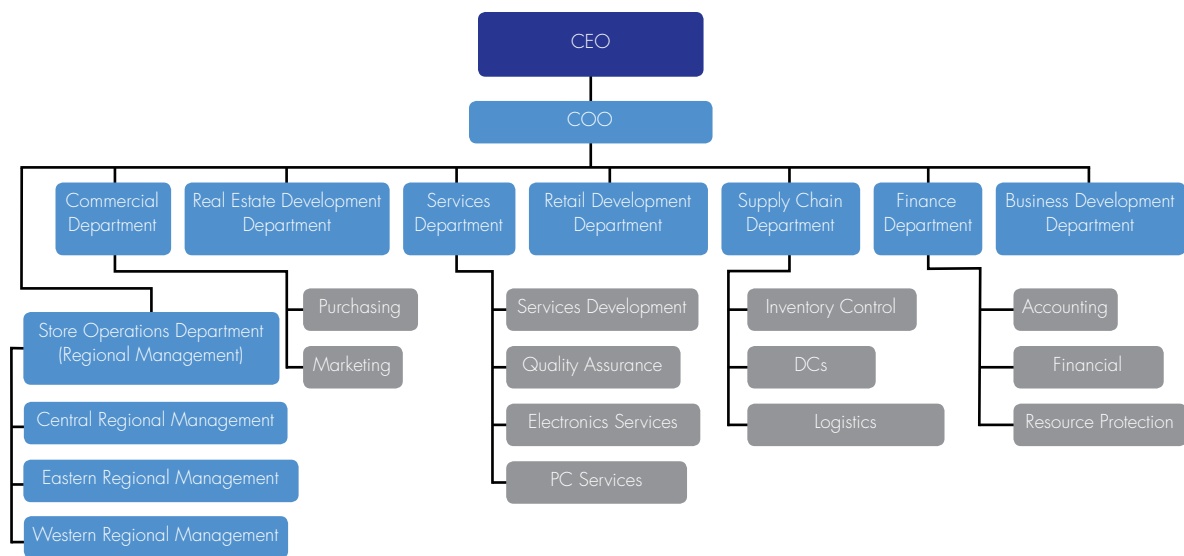 CEO
COO
Commercial
Department
Real Estate Development
Department
Services
Department
Retail Development
Department
Supply Chain
Department
Finance
Department
Business Development
Department
Store Operations Department
(Regional Management)
Central Regional Management
Eastern Regional Management
Western Regional Management
Purchasing
Marketing
Services Development
Quality Assurance
Electronics Services
PC Services
Inventory Control
DCs
Logistics
Accounting
Financial
Resource Protection